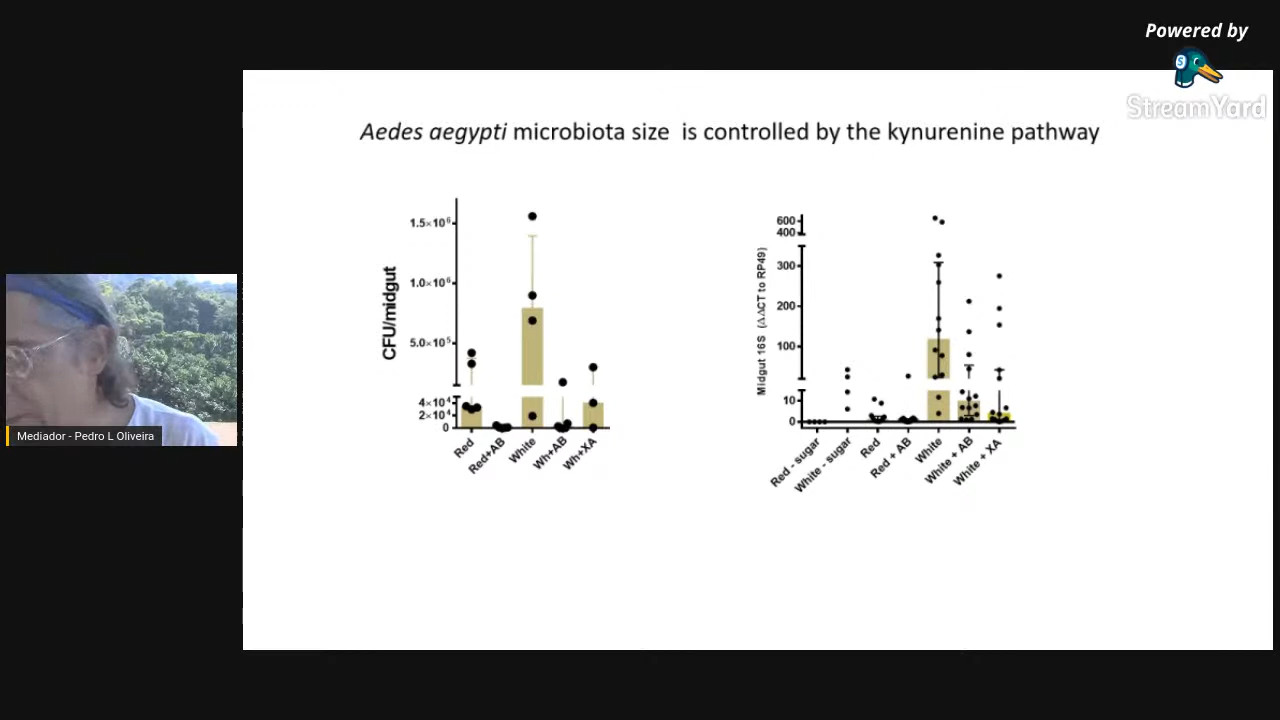 Powered by
S
StreamYard
Aedes aegypti microbiota size is controlled by the kynurenine pathway
CFU/midgut
1.5×10⁶
1.0×10⁶
5.0×10⁵
4×10⁴
2×10⁴
0
Red
Red+AB
White
Wh+AB
Wh+XA
Midgut 16S (ΔΔCT to RP49)
600
400
300
200
100
10
0
Red - sugar
White - sugar
Red
Red + AB
White
White + AB
White + XA
Mediador - Pedro L Oliveira